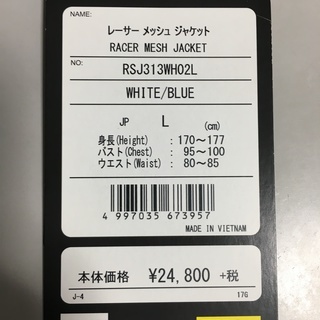 NAME:
レーサー メッシュ ジャケット
RACER MESH JACKET
NO:
RSJ313WH02L
WHITE/BLUE
JP L (cm)
身長(Height) : 170~177
バスト(Chest) : 95~100
ウエスト(Waist) : 80~85
4 997035 673957
MADE IN VIETNAM
本体価格 ¥24,800 +税
J-4 17G